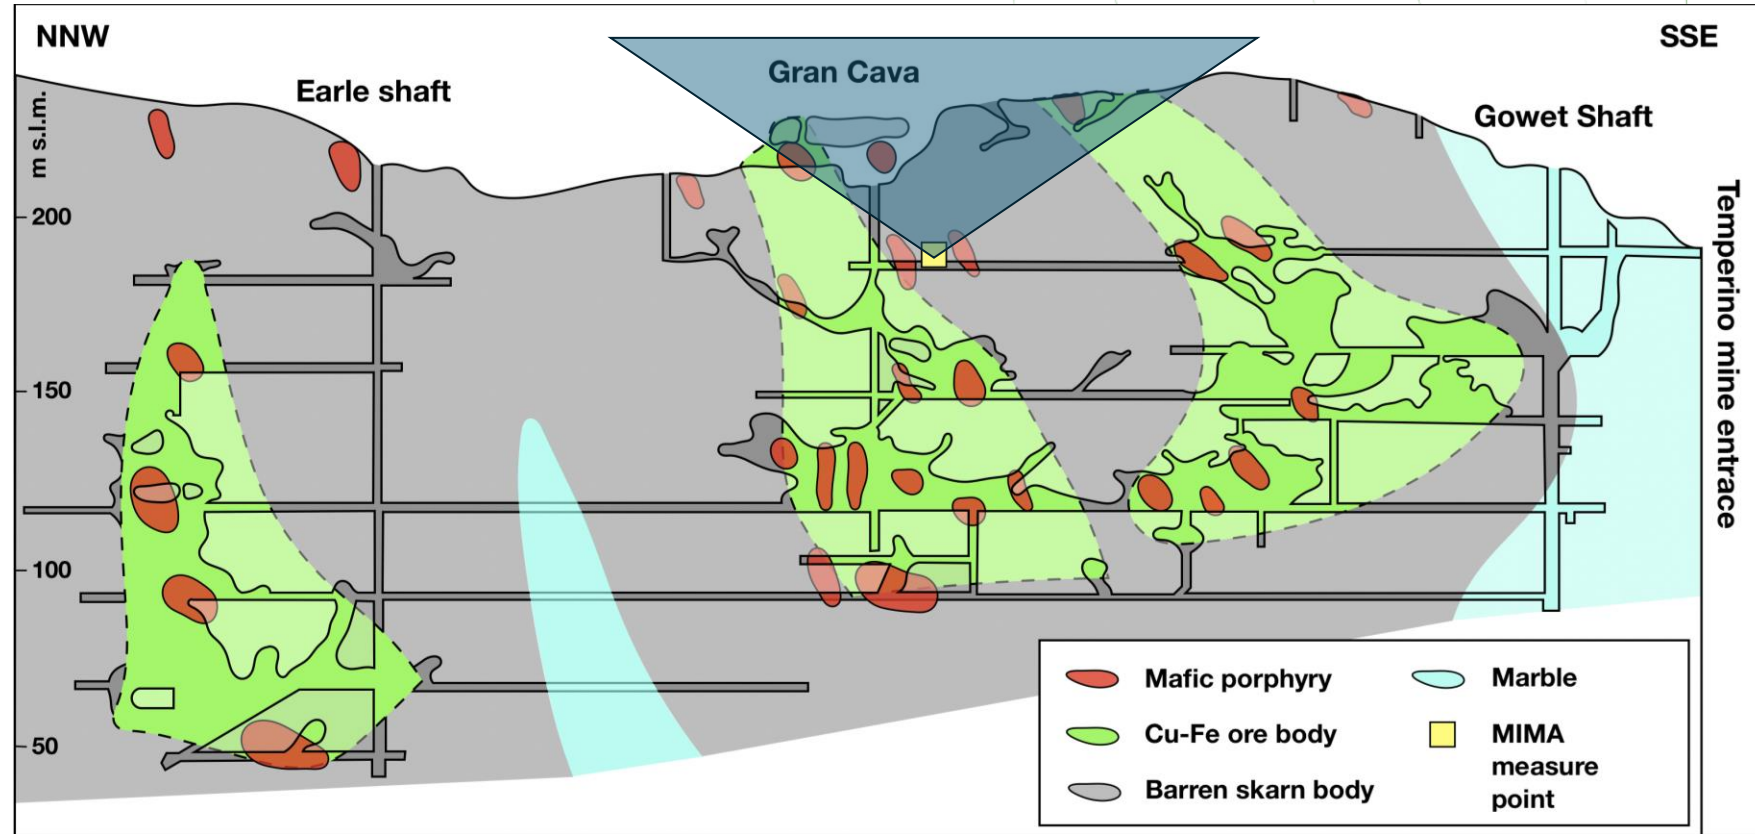 NNW
SSE
Earle shaft
Gran Cava
Gowet Shaft
m s.l.m.
200
150
100
50
Temperino mine entrace
Mafic porphyry
Cu-Fe ore body
Barren skarn body
Marble
MIMA
measure
point